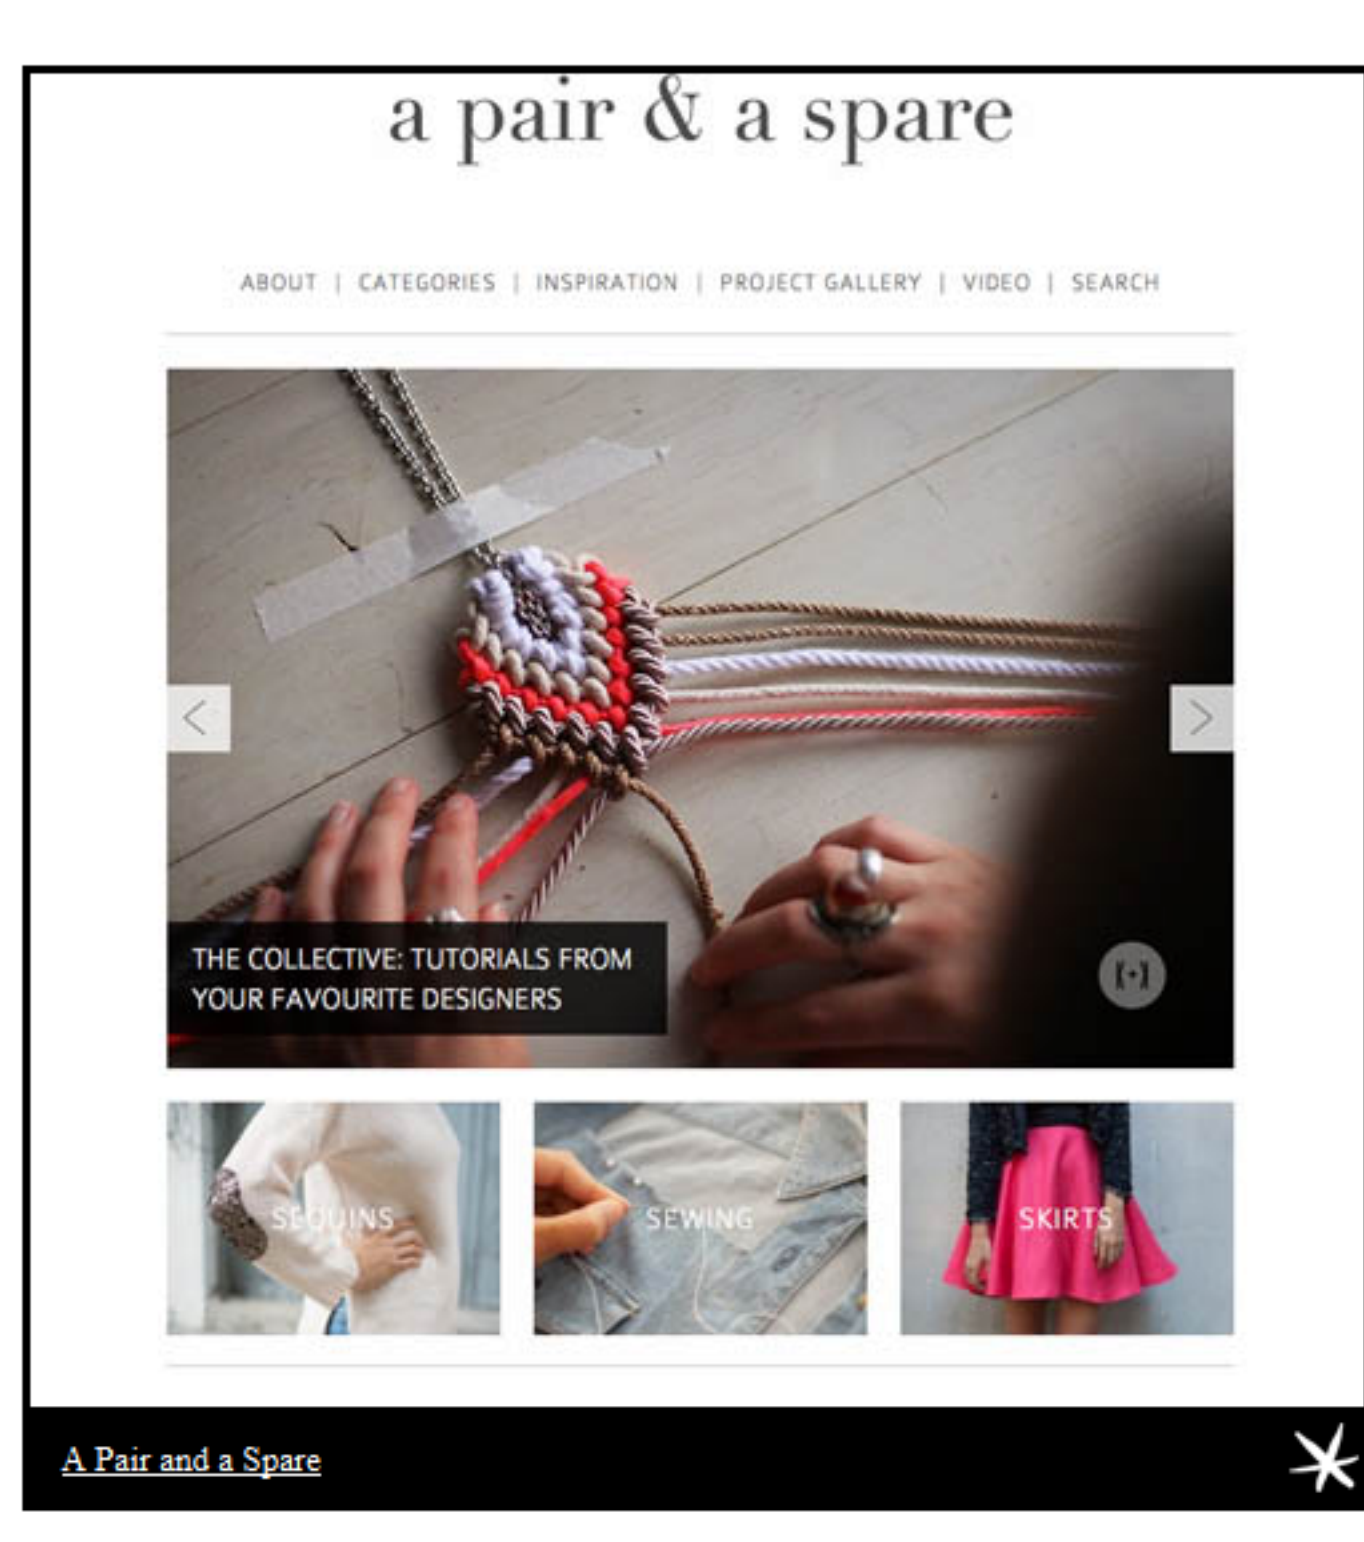 a pair & a spare
ABOUT | CATEGORIES | INSPIRATION | PROJECT GALLERY | VIDEO | SEARCH
THE COLLECTIVE: TUTORIALS FROM
YOUR FAVOURITE DESIGNERS
SEQUINS
SEWING
SKIRTS
A Pair and a Spare